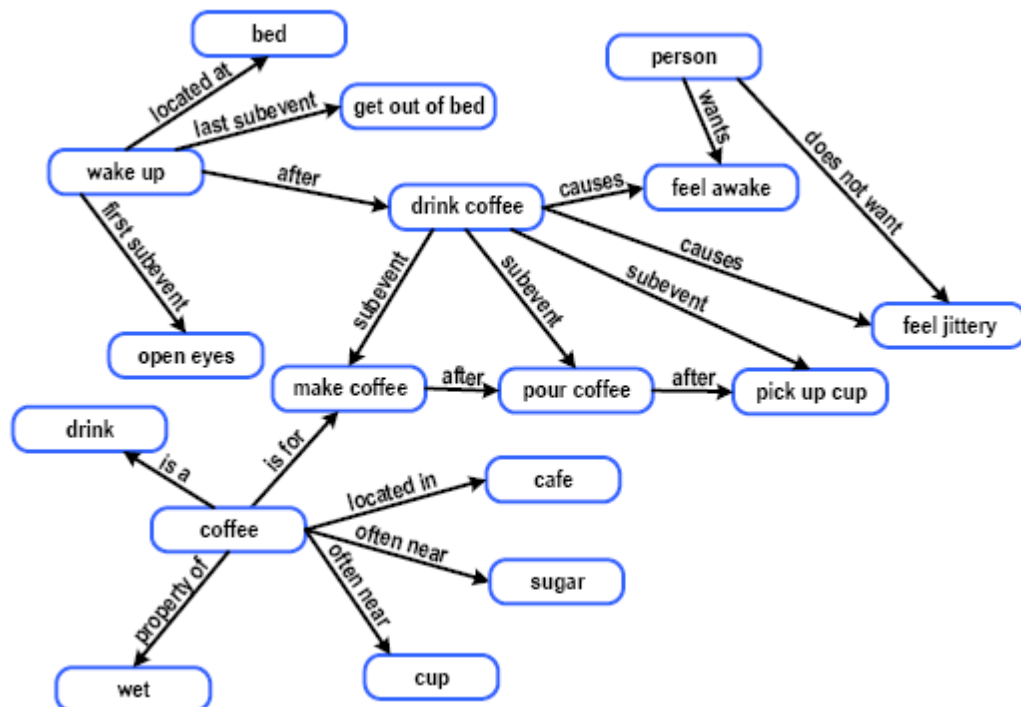 bed
person
located at
last subevent
get out of bed
wants
does not want
wake up
after
causes
feel awake
drink coffee
first subevent
subevent
subevent
causes
subevent
feel jittery
open eyes
make coffee
after
pour coffee
after
pick up cup
drink
is a
is for
located in
cafe
coffee
often near
sugar
often near
property of
cup
wet